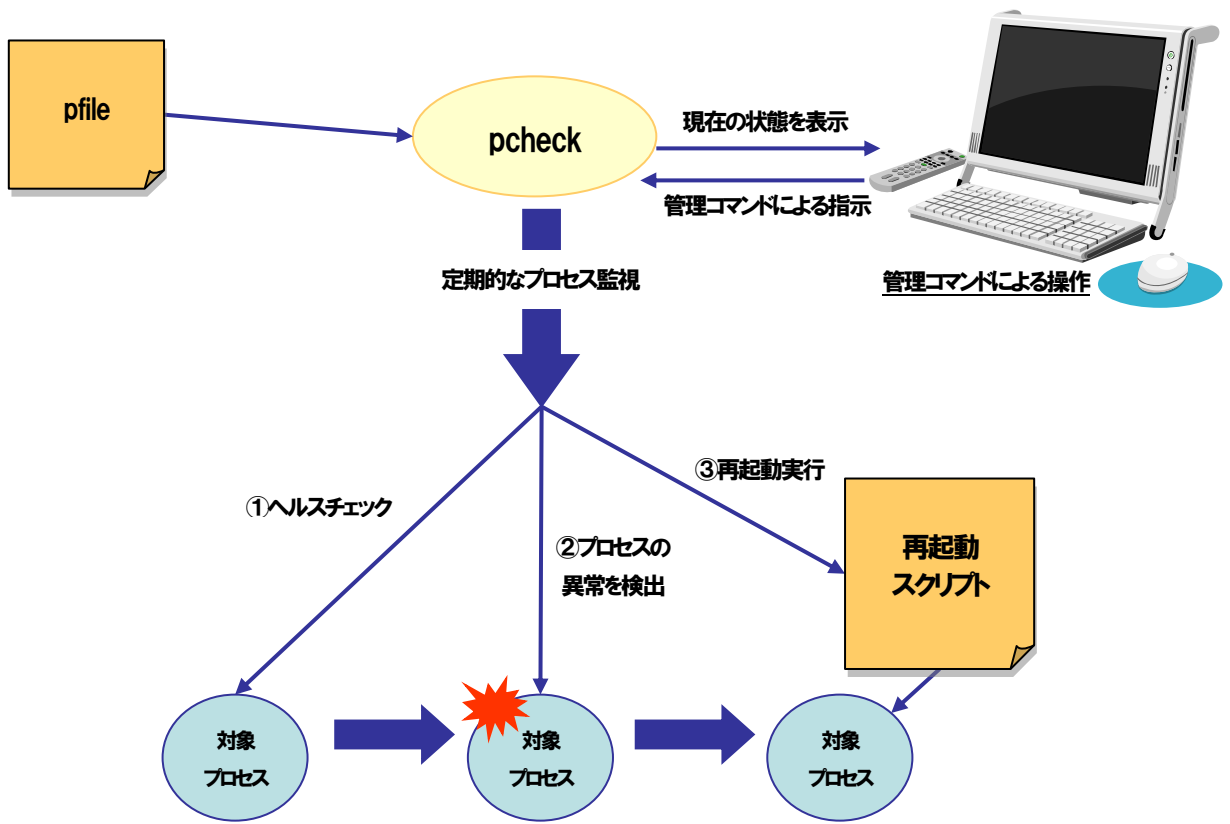 pfile
pcheck
現在の状態を表示
管理コマンドによる指示
管理コマンドによる操作
定期的なプロセス監視
①ヘルスチェック
②プロセスの
異常を検出
③再起動実行
再起動
スクリプト
対象
プロセス
対象
プロセス
対象
プロセス